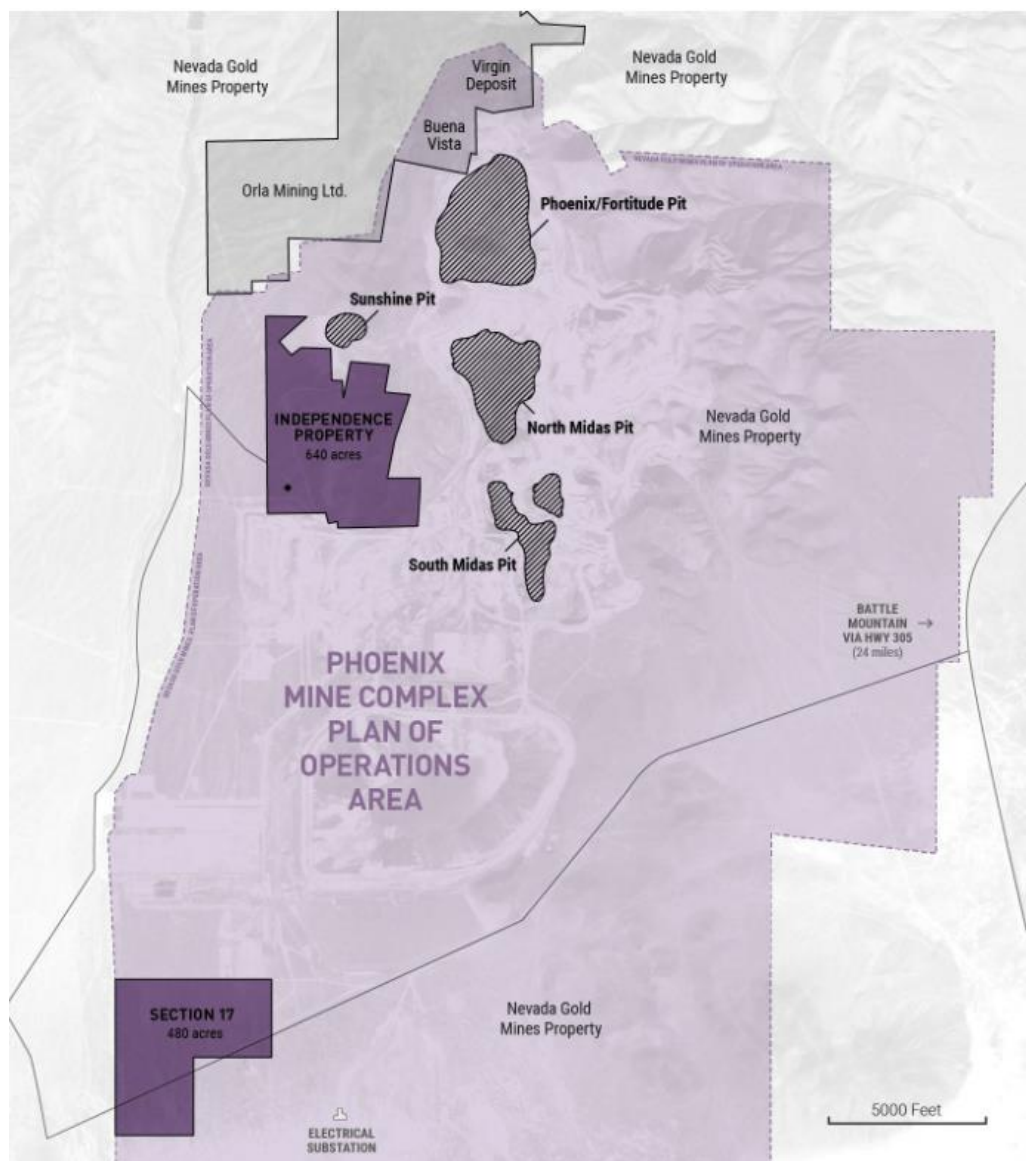 Nevada Gold
Mines Property
Virgin
Deposit
Nevada Gold
Mines Property
Buena
Vista
Orla Mining Ltd.
Phoenix/Fortitude Pit
Sunshine Pit
INDEPENDENCE
PROPERTY
640 acres
Nevada Gold
Mines Property
North Midas Pit
South Midas Pit
BATTLE
MOUNTAIN
VIA HWY 305
(24 miles)
PHOENIX
MINE COMPLEX
PLAN OF
OPERATIONS
AREA
SECTION 17
480 acres
Nevada Gold
Mines Property
5000 Feet
ELECTRICAL
SUBSTATION